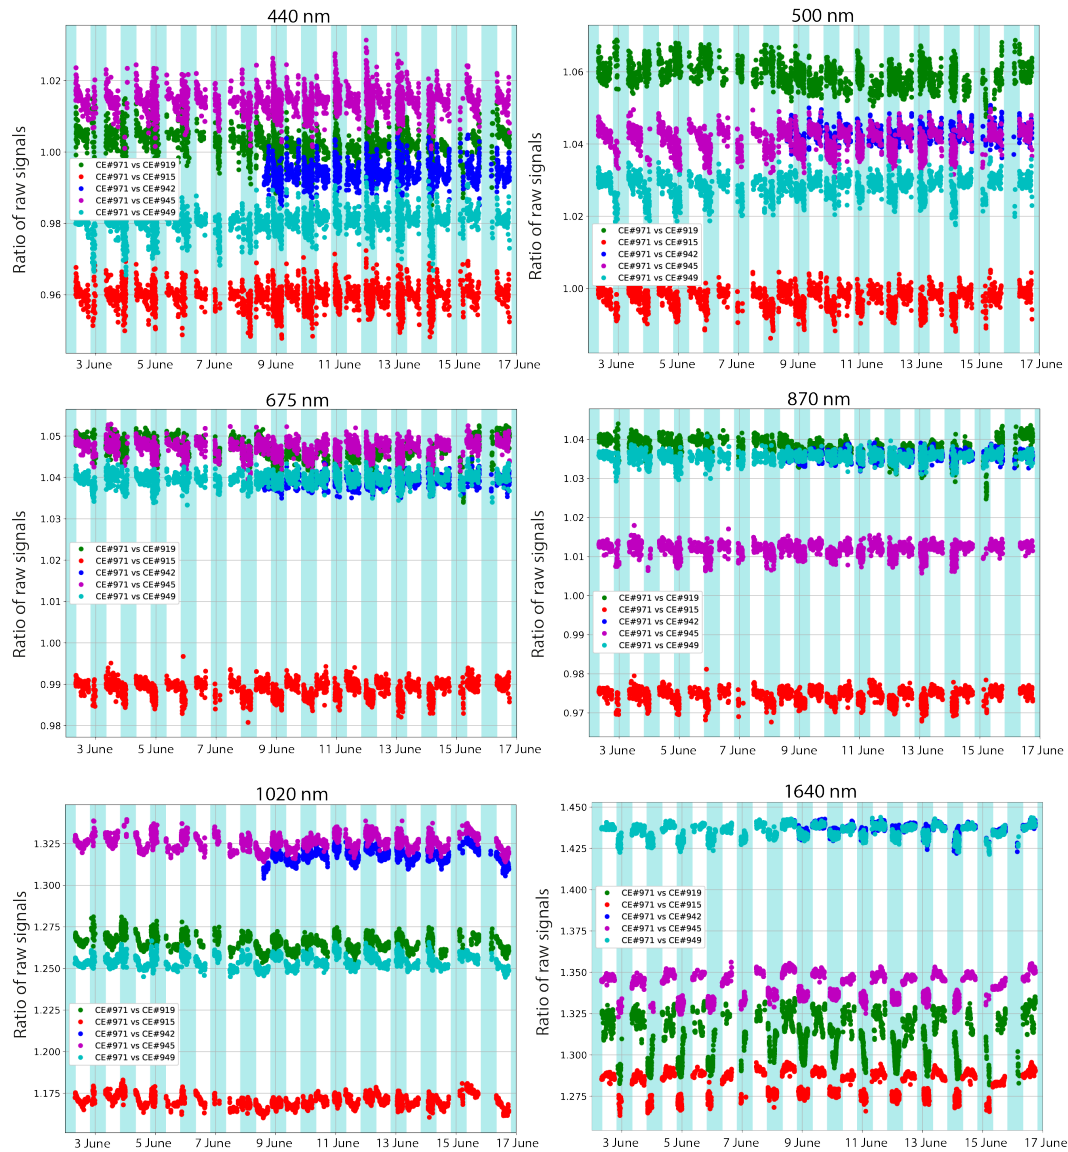 440 nm
Ratio of raw signals
1.02
1.00
0.98
0.96
CE#971 vs CE#919
CE#971 vs CE#915
CE#971 vs CE#942
CE#971 vs CE#945
CE#971 vs CE#949
3 June 5 June 7 June 9 June 11 June 13 June 15 June 17 June
500 nm
Ratio of raw signals
1.06
1.04
1.02
1.00
CE#971 vs CE#919
CE#971 vs CE#915
CE#971 vs CE#942
CE#971 vs CE#945
CE#971 vs CE#949
3 June 5 June 7 June 9 June 11 June 13 June 15 June 17 June
675 nm
Ratio of raw signals
1.05
1.04
1.03
1.02
1.01
1.00
0.99
0.98
CE#971 vs CE#919
CE#971 vs CE#915
CE#971 vs CE#942
CE#971 vs CE#945
CE#971 vs CE#949
3 June 5 June 7 June 9 June 11 June 13 June 15 June 17 June
870 nm
Ratio of raw signals
1.04
1.03
1.02
1.01
1.00
0.99
0.98
0.97
CE#971 vs CE#919
CE#971 vs CE#915
CE#971 vs CE#942
CE#971 vs CE#945
CE#971 vs CE#949
3 June 5 June 7 June 9 June 11 June 13 June 15 June 17 June
1020 nm
Ratio of raw signals
1.325
1.300
1.275
1.250
1.225
1.200
1.175
CE#971 vs CE#919
CE#971 vs CE#915
CE#971 vs CE#942
CE#971 vs CE#945
CE#971 vs CE#949
3 June 5 June 7 June 9 June 11 June 13 June 15 June 17 June
1640 nm
Ratio of raw signals
1.450
1.425
1.400
1.375
1.350
1.325
1.300
1.275
CE#971 vs CE#919
CE#971 vs CE#915
CE#971 vs CE#942
CE#971 vs CE#945
CE#971 vs CE#949
3 June 5 June 7 June 9 June 11 June 13 June 15 June 17 June